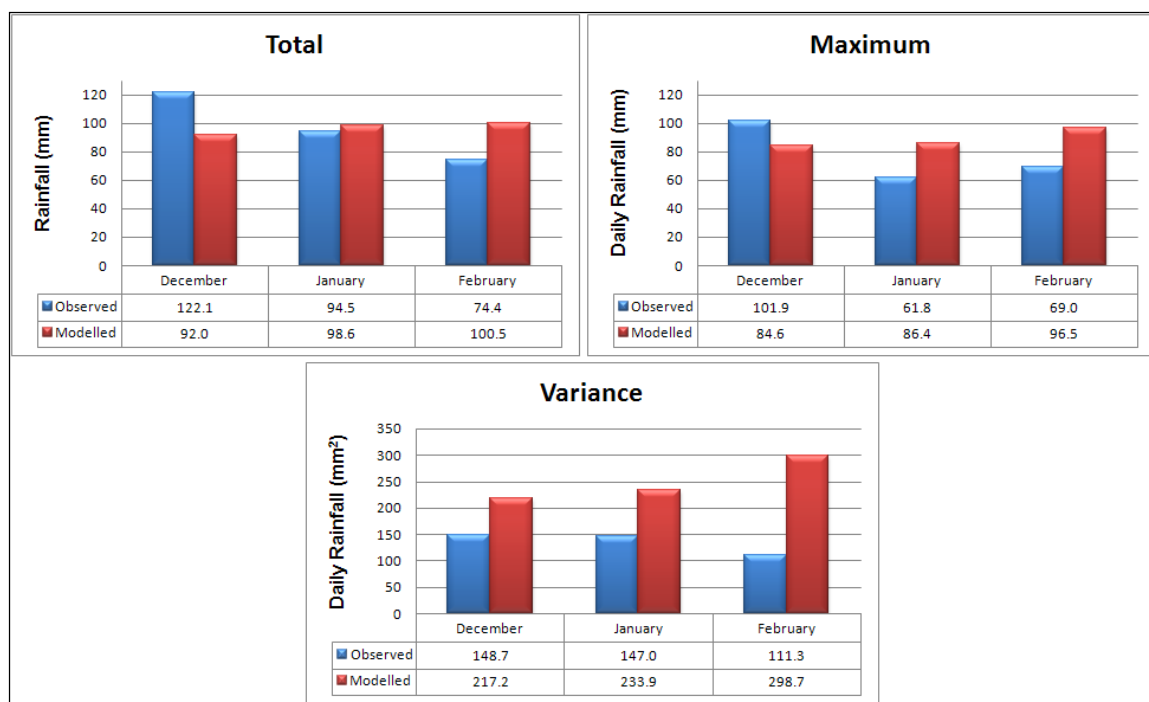 Total
Rainfall (mm)
120
100
80
60
40
20
0
December January February
Observed 122.1 94.5 74.4
Modelled 92.0 98.6 100.5
Maximum
Daily Rainfall (mm)
120
100
80
60
40
20
0
December January February
Observed 101.9 61.8 69.0
Modelled 84.6 86.4 96.5
Variance
Daily Rainfall (mm²)
350
300
250
200
150
100
50
0
December January February
Observed 148.7 147.0 111.3
Modelled 217.2 233.9 298.7